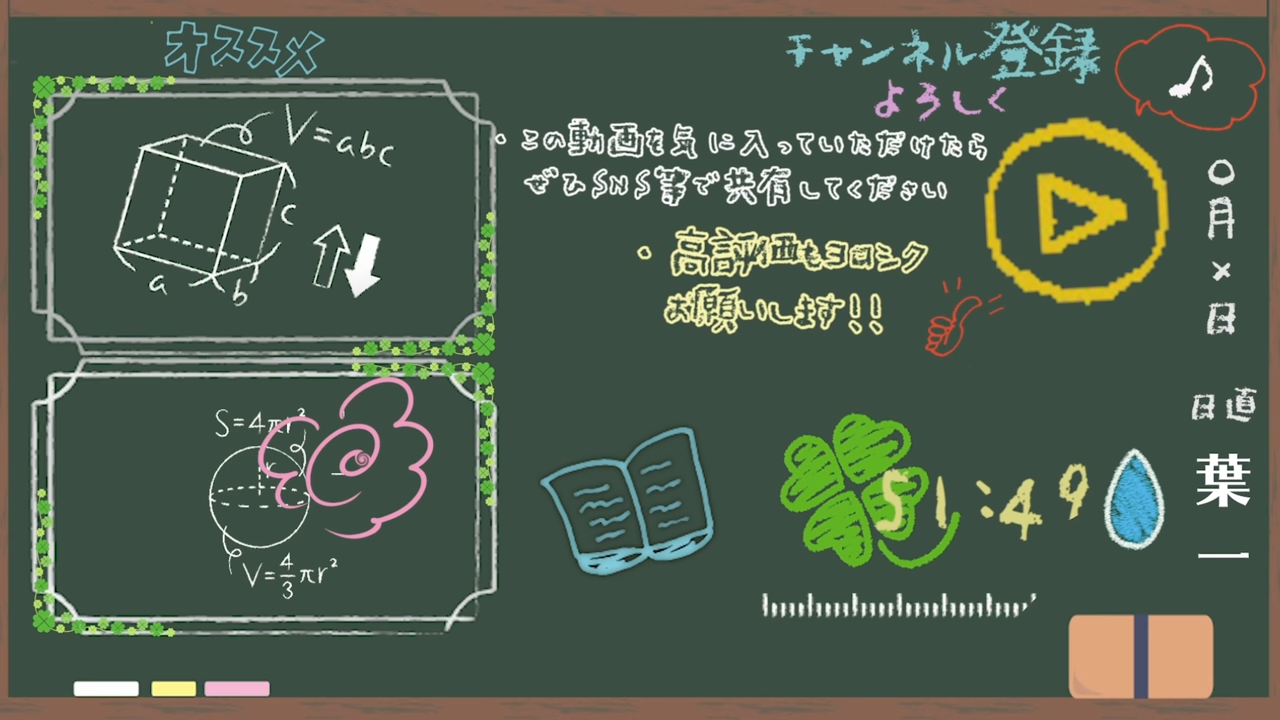 オススメ
V=abc
c
a
b
S=4πr²
r
V=4/3πr²
チャンネル登録
よろしく
・この動画を気に入っていただけたら
ぜひSNS等で共有してください
・高評価もヨロシク
お願いします!!
51:49
〇月×日
日直
葉一